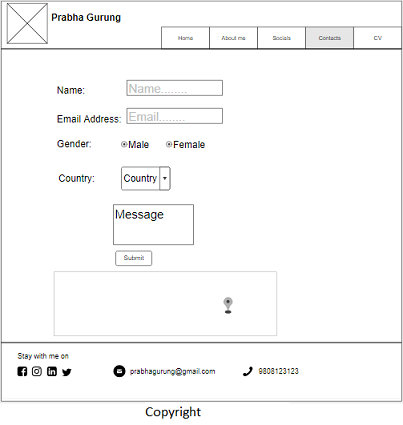 Prabha Gurung
Home About me Socials Contacts CV
Name: Name........
Email Address: Email........
Gender: Male Female
Country: Country
Message
Submit
Stay with me on
prabhagurung@gmail.com 9808123123
Copyright